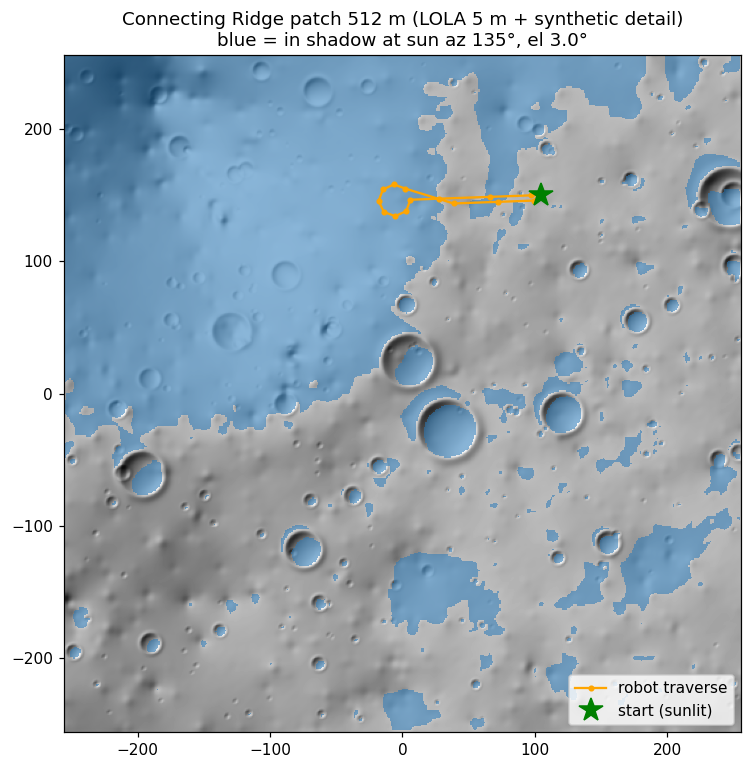 Connecting Ridge patch 512 m (LOLA 5 m + synthetic detail)
blue = in shadow at sun az 135°, el 3.0°
200
100
0
−100
−200
robot traverse
start (sunlit)
−200
−100
0
100
200